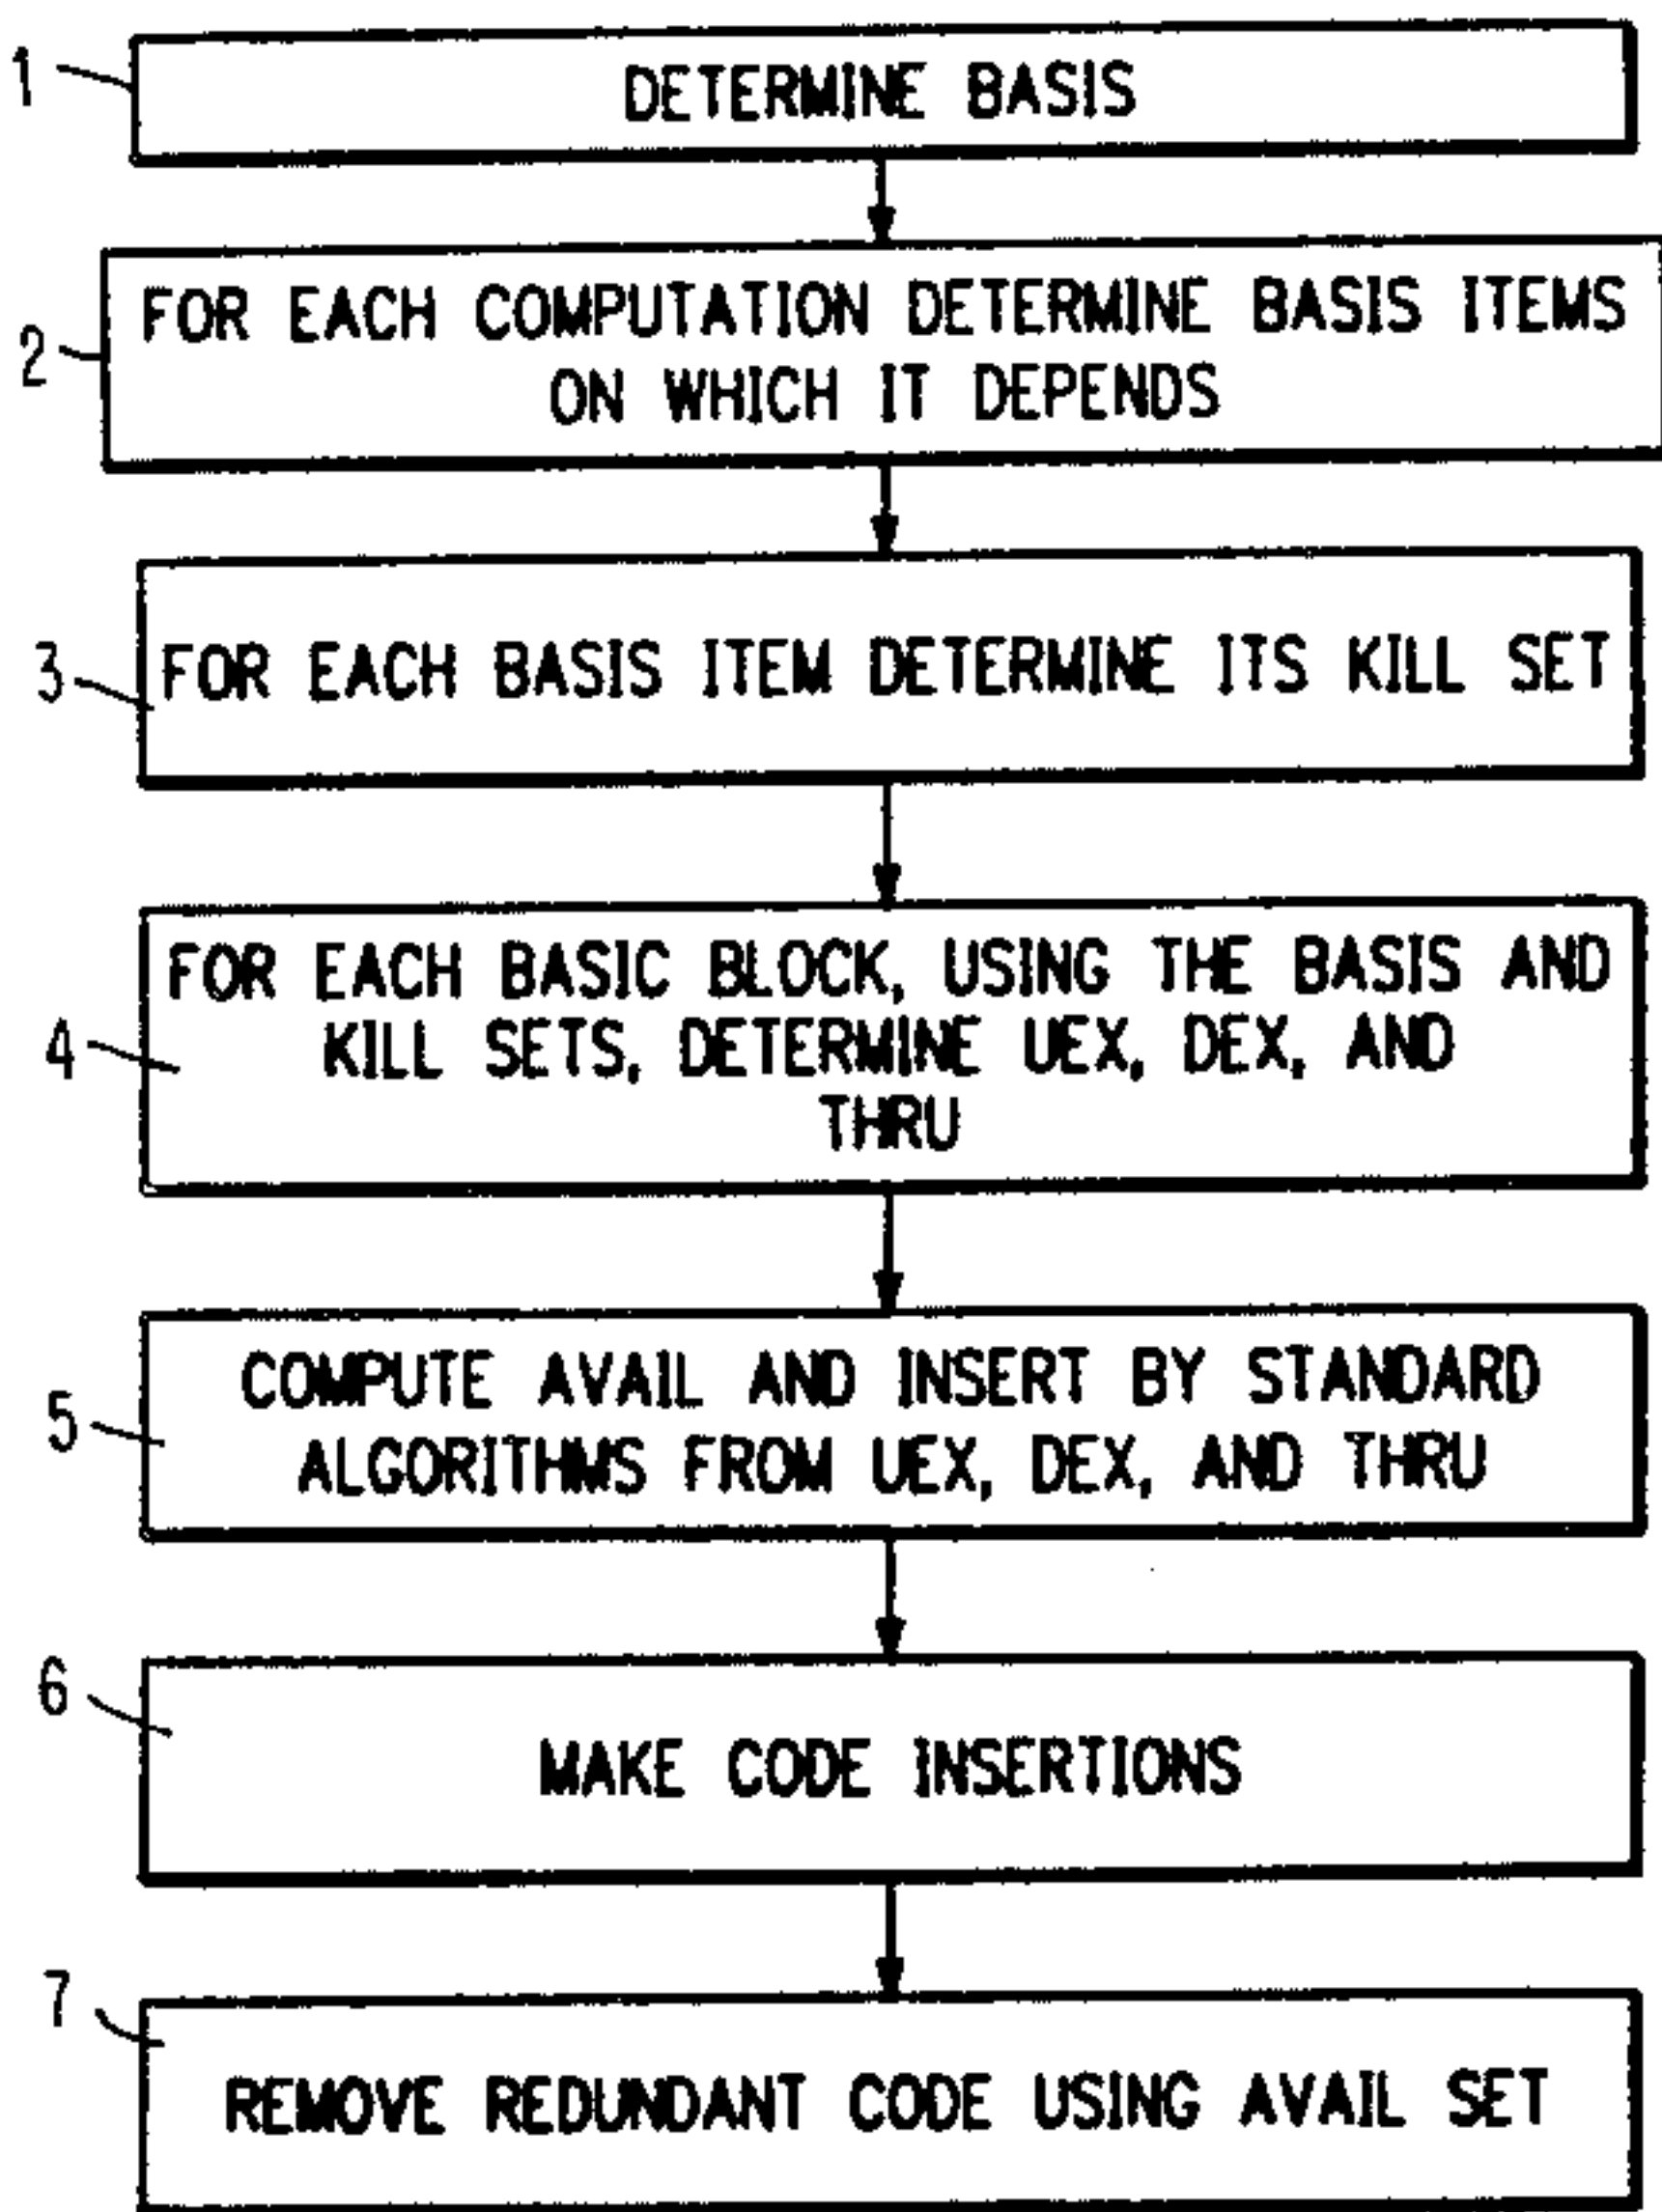 1
DETERMINE BASIS
2
FOR EACH COMPUTATION DETERMINE BASIS ITEMS
ON WHICH IT DEPENDS
3
FOR EACH BASIS ITEM DETERMINE ITS KILL SET
4
FOR EACH BASIC BLOCK, USING THE BASIS AND
KILL SETS, DETERMINE UEX, DEX, AND
THRU
5
COMPUTE AVAIL AND INSERT BY STANDARD
ALGORITHMS FROM UEX, DEX, AND THRU
6
MAKE CODE INSERTIONS
7
REMOVE REDUNDANT CODE USING AVAIL SET